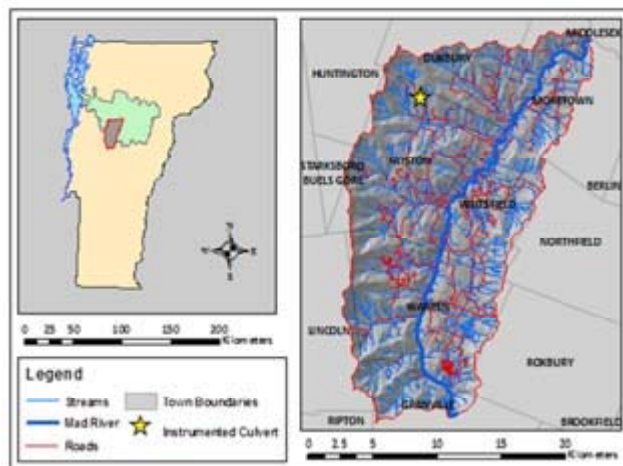 N
W E
S
0 25 50 100 150 200
Kilometers
Legend
Streams
Mad River
Roads
Town Boundaries
Instrumented Culvert
MIDDLESEX
DUXBURY
HUNTINGTON
MORETOWN
FAYSTON
STARKSBORO
BUELS GORE
BERLIN
WAITSFIELD
NORTHFIELD
WARREN
LINCOLN
ROXBURY
GRANVILLE
RIPTON
BROOKFIELD
0 2.5 5 10 15 20
Kilometers